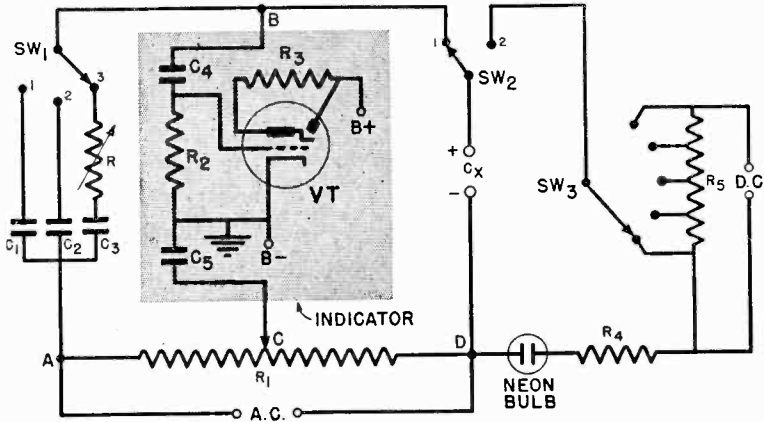 B
SW1
1
2
3
R
C1
C2
C3
C4
R2
C5
R3
B+
VT
B-
INDICATOR
1
2
SW2
+
CX
-
SW3
R5
D.C.
A
C
R1
D
NEON
BULB
R4
A.C.